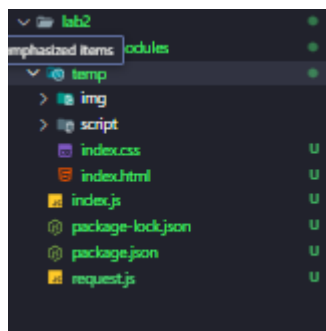 lab2
emphasized items odules
temp
img
script
index.css U
index.html U
index.js U
package-lock.json U
package.json U
request.js U